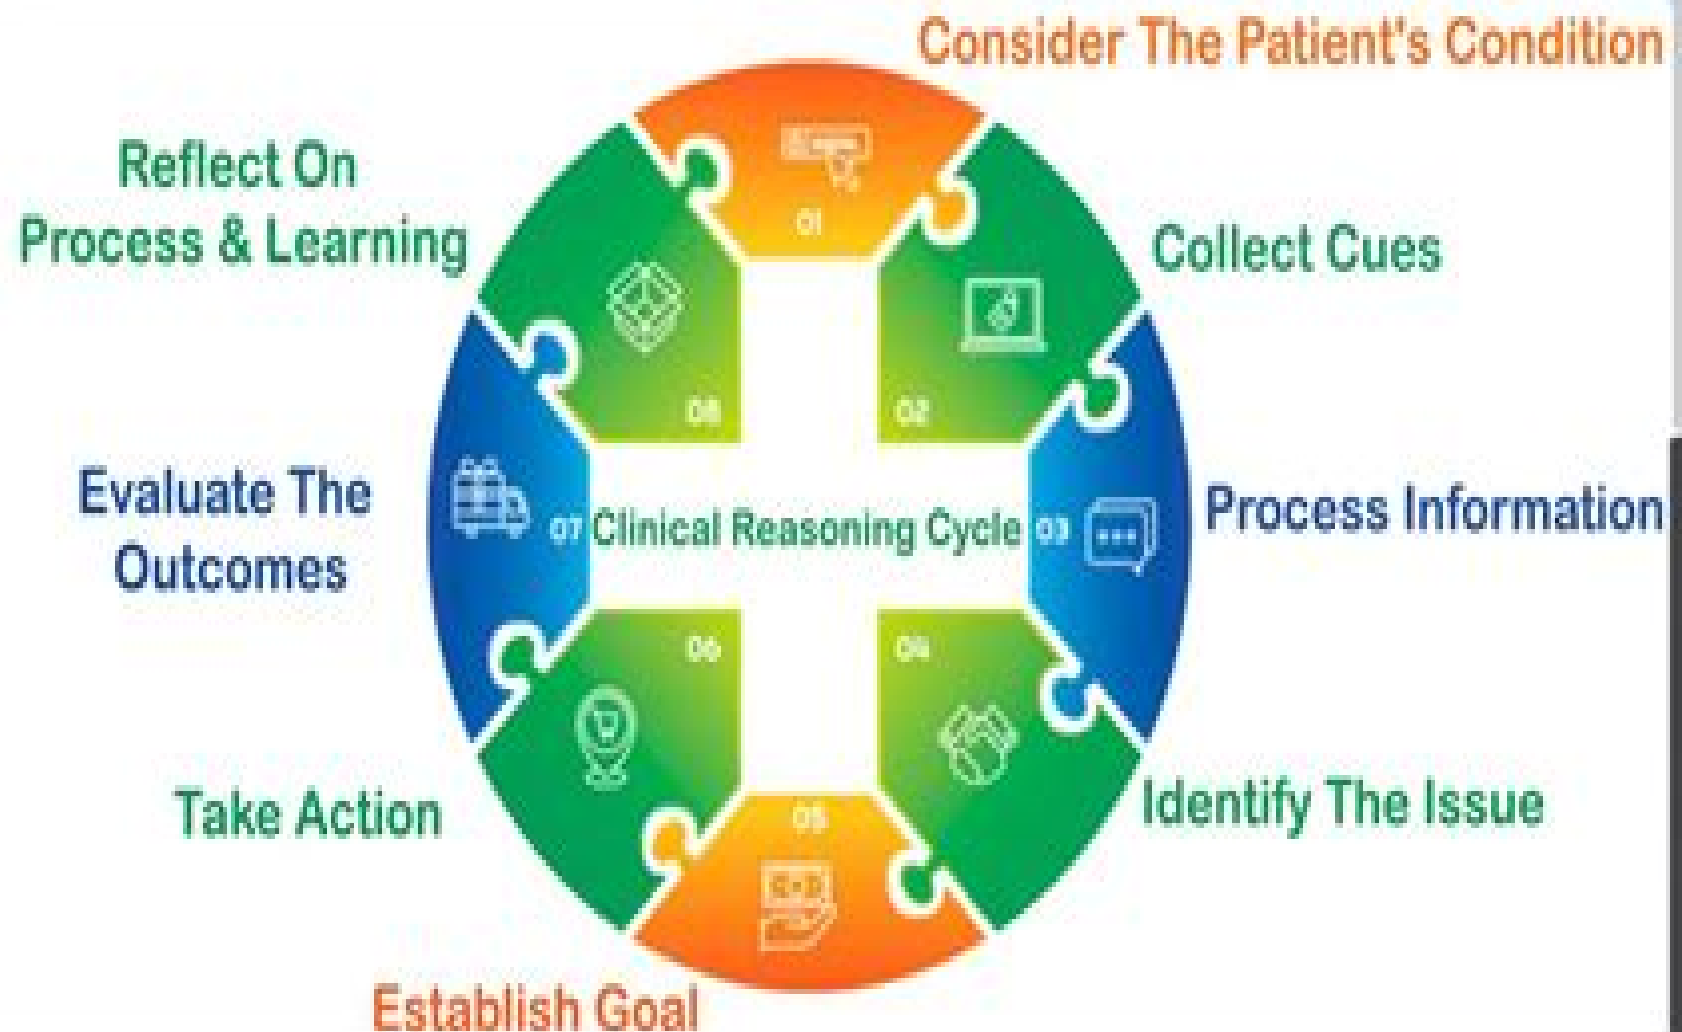 Consider The Patient's Condition
01
Collect Cues
02
Process Information
03
Identify The Issue
04
Establish Goal
05
Take Action
06
Evaluate The
Outcomes
07
Reflect On
Process & Learning
08
Clinical Reasoning Cycle